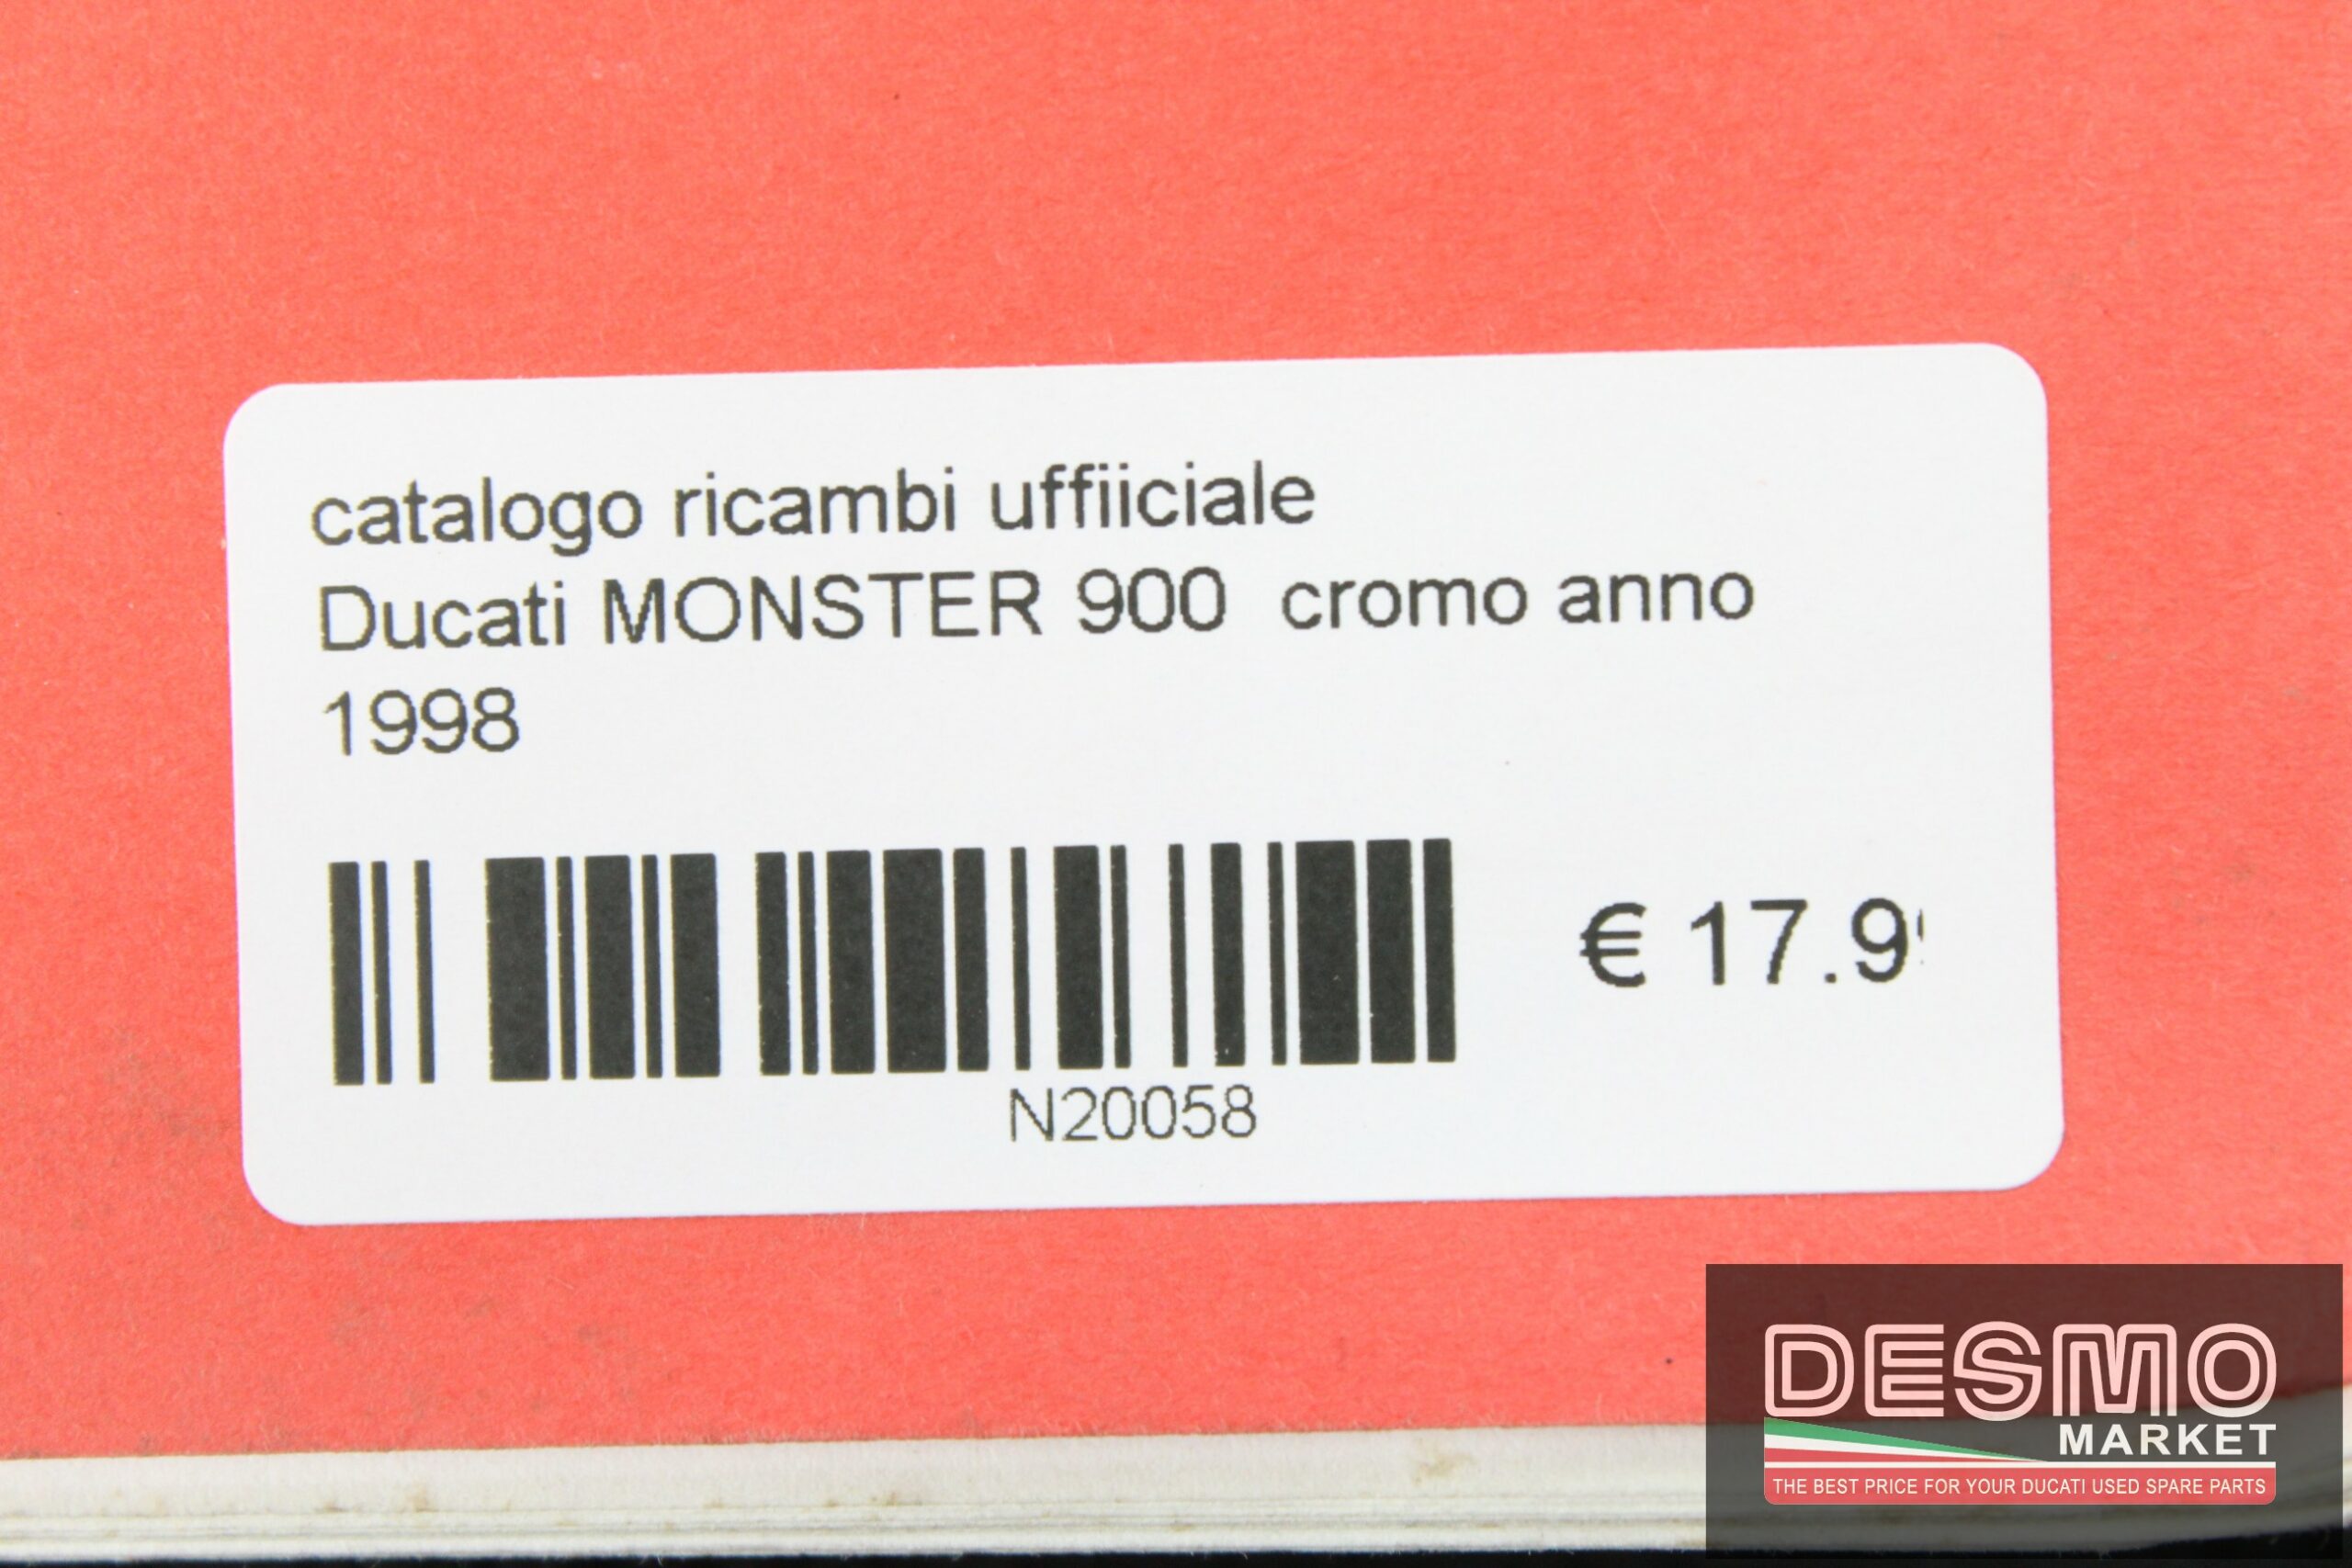 catalogo ricambi uffiiciale
Ducati MONSTER 900 cromo anno
1998
€ 17.9
N20058
DESMO
MARKET
THE BEST PRICE FOR YOUR DUCATI USED SPARE PARTS